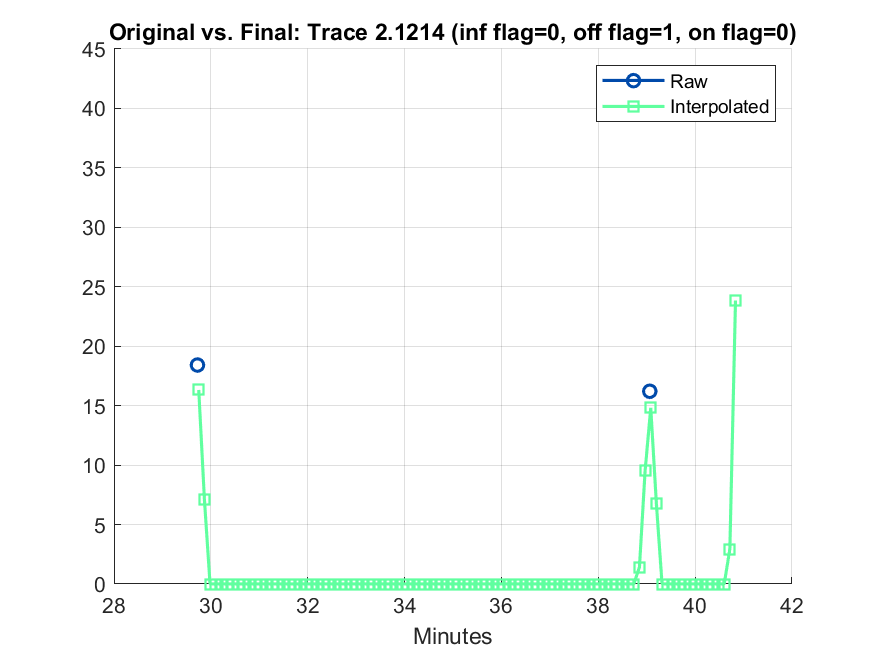 Original vs. Final: Trace 2.1214 (inf flag=0, off flag=1, on flag=0)
45
40
35
30
25
20
15
10
5
0
Raw
Interpolated
28 30 32 34 36 38 40 42
Minutes